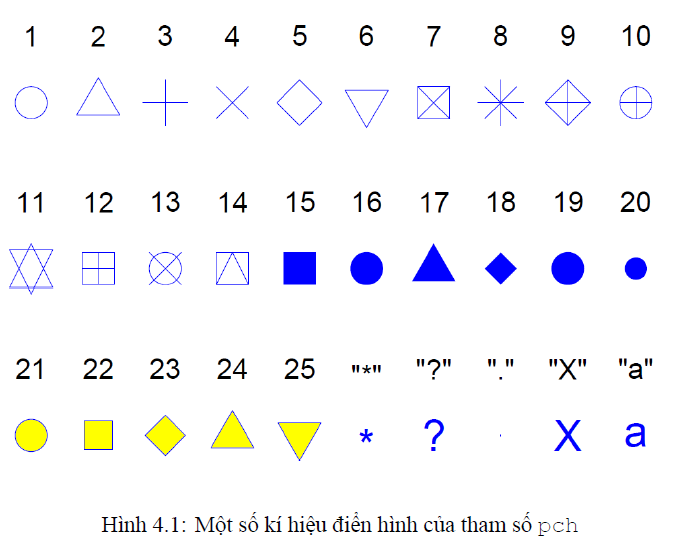 1 2 3 4 5 6 7 8 9 10
11 12 13 14 15 16 17 18 19 20
21 22 23 24 25 "*" "?" "." "X" "a"
* ? . X a
Hình 4.1: Một số kí hiệu điển hình của tham số pch